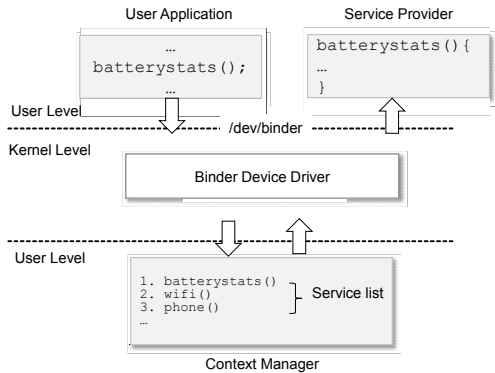 User Application
Service Provider
…
batterystats();
…
batterystats(){
…
}
User Level
/dev/binder
Kernel Level
Binder Device Driver
User Level
1. batterystats()
2. wifi()
3. phone()
…
Service list
Context Manager